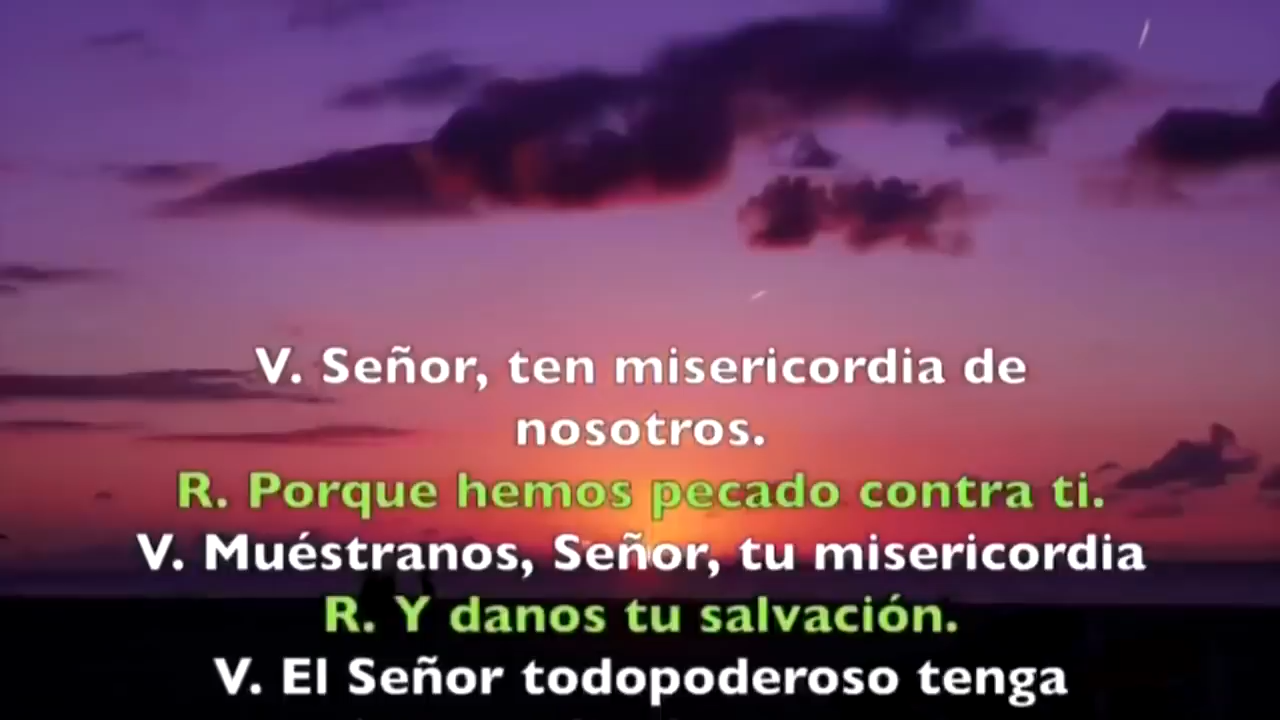 V. Señor, ten misericordia de
nosotros.
R. Porque hemos pecado contra ti.
V. Muéstranos, Señor, tu misericordia
R. Y danos tu salvación.
V. El Señor todopoderoso tenga